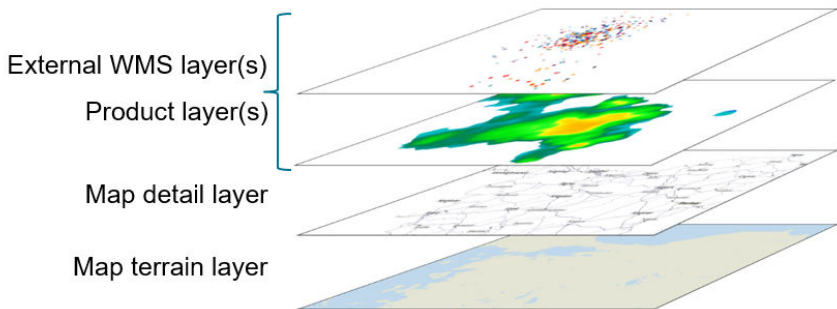 External WMS layer(s)
Product layer(s)
Map detail layer
Map terrain layer